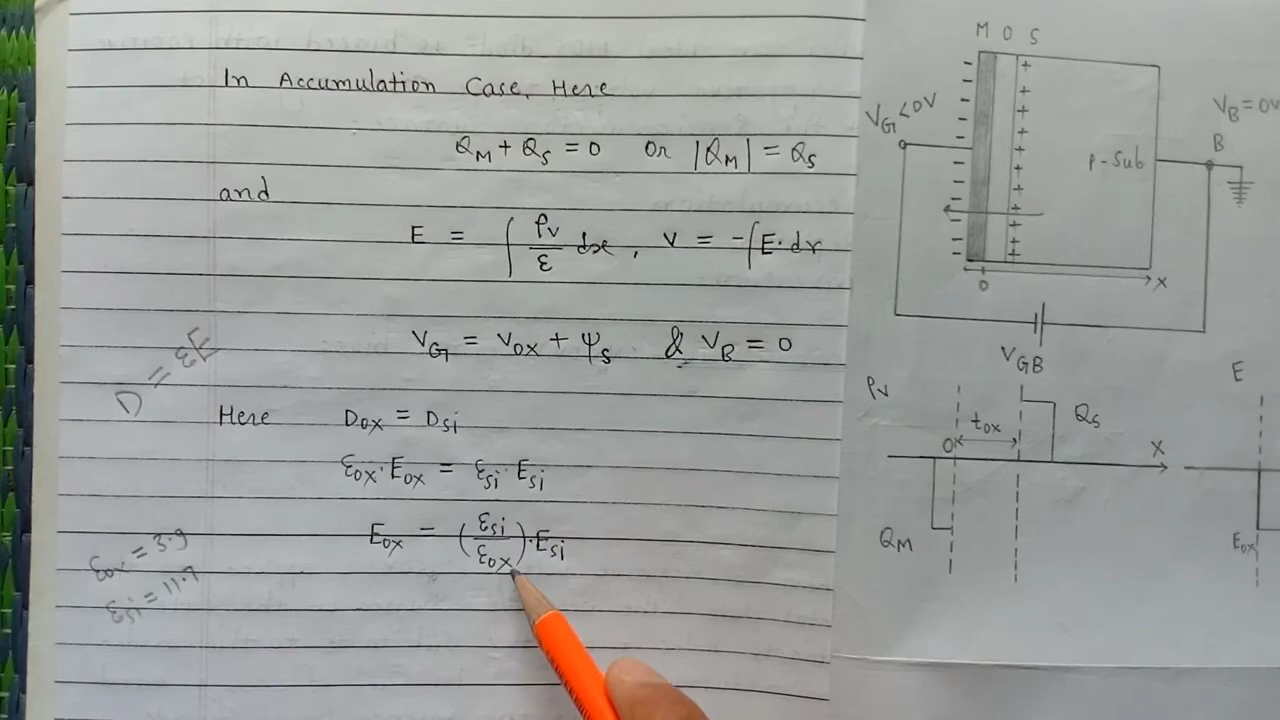 In Accumulation Case, Here
Q_M + Q_S = 0 or |Q_M| = Q_S
and
E = ∫ ρ_v/ε dx, V = -∫E·dr
V_G = V_ox + ψ_s & V_B = 0
D = εE
Here D_ox = D_si
ε_ox·E_ox = ε_si·E_si
E_ox = (ε_si/ε_ox)·E_si
ε_ox = 3.9
ε_si = 11.7
M O S
V_G<0V
V_B=0V
B
p-sub
0
X
V_GB
ρ_v
E
Q_S
t_ox
0
X
Q_M
E_ox